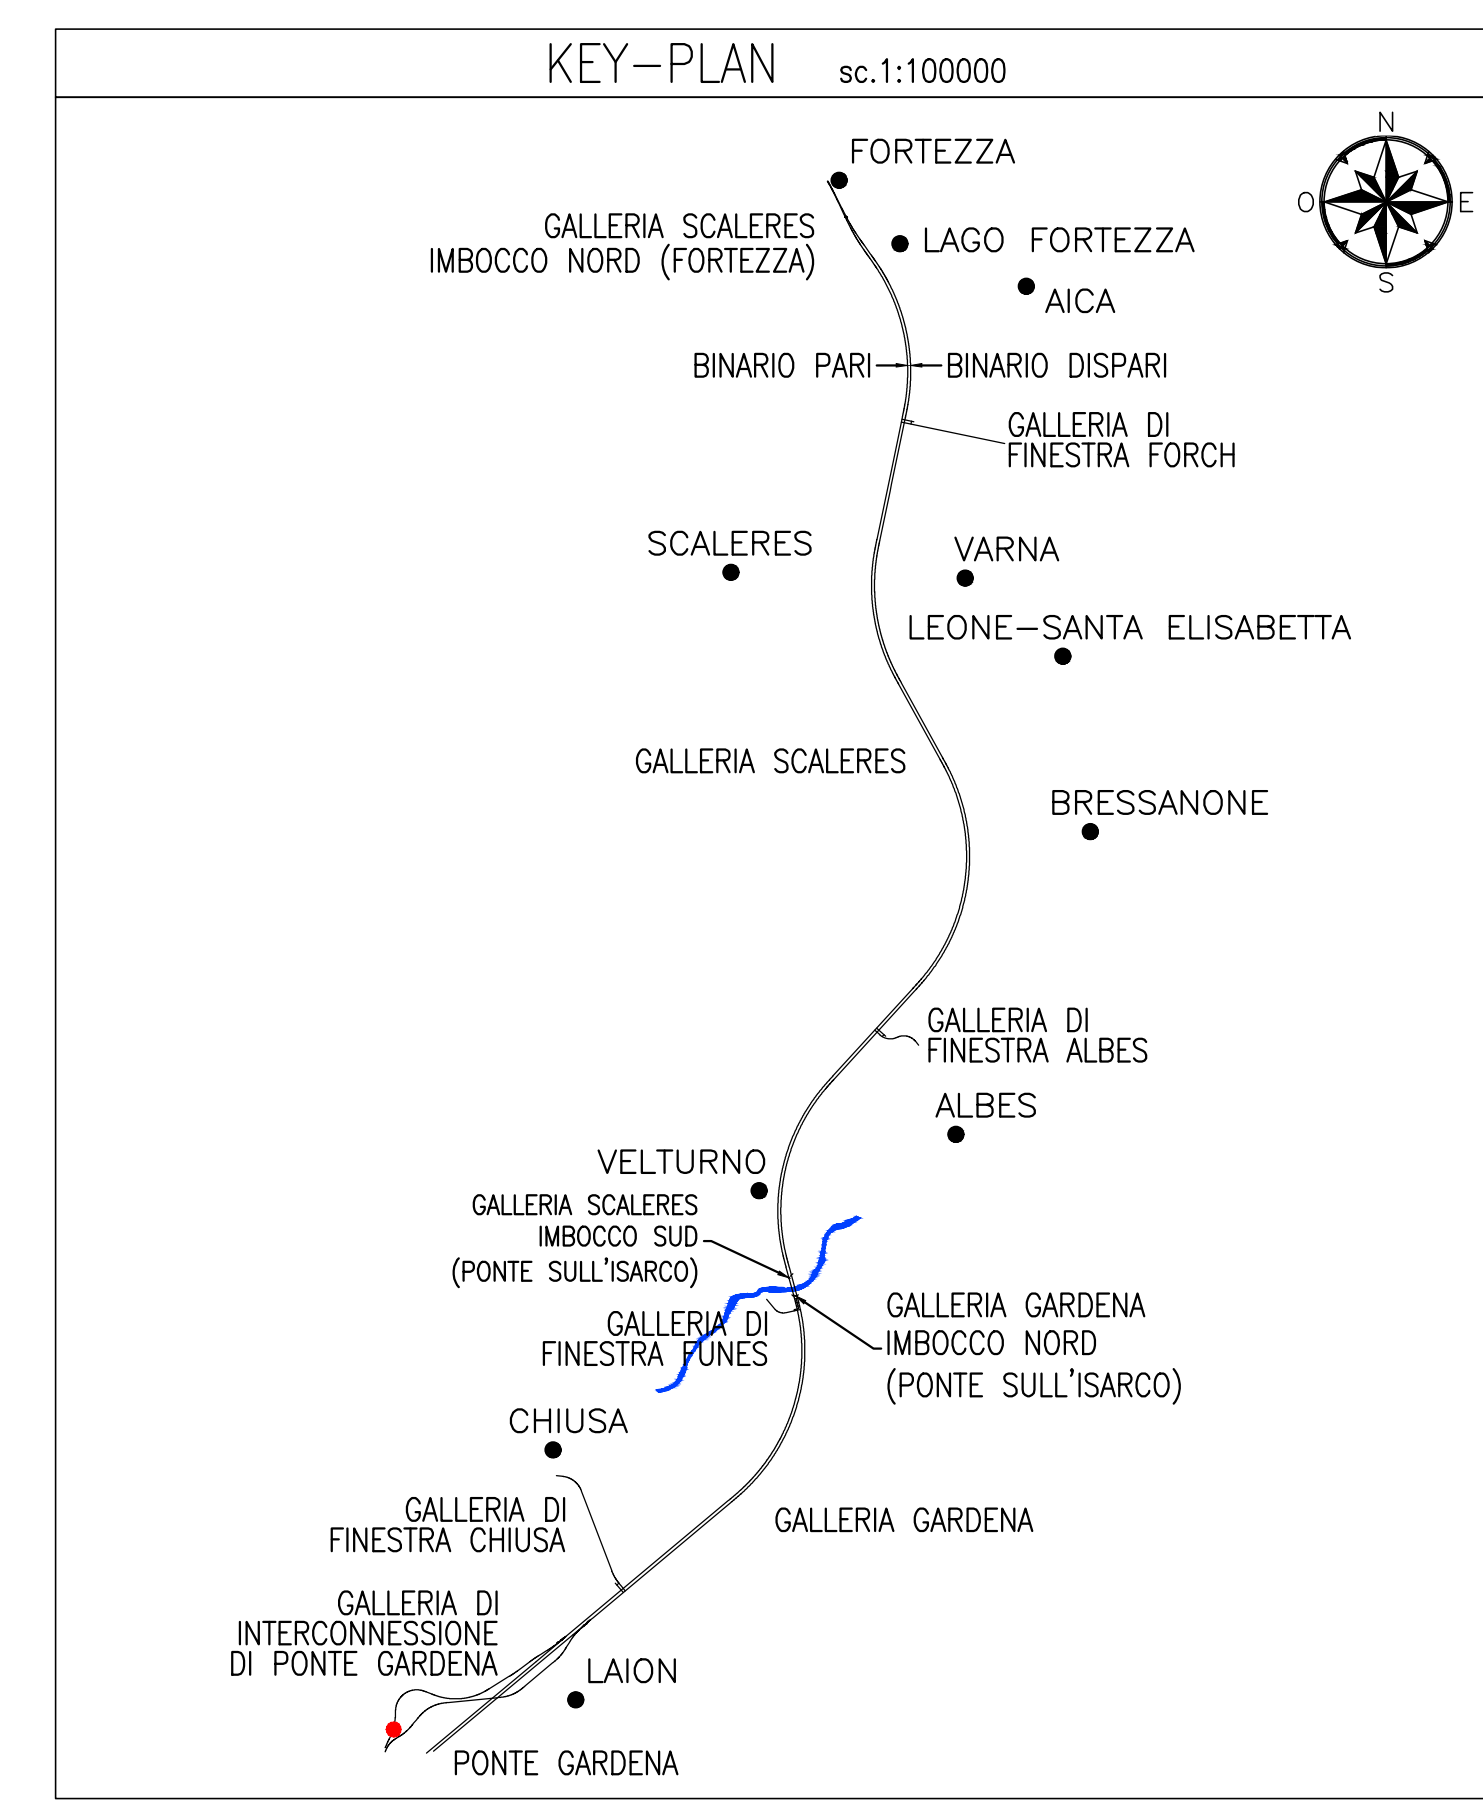 KEY-PLAN sc.1:100000
N
O
E
S
FORTEZZA
GALLERIA SCALERES
IMBOCCO NORD (FORTEZZA)
LAGO FORTEZZA
AICA
BINARIO PARI
BINARIO DISPARI
GALLERIA DI
FINESTRA FORCH
SCALERES
VARNA
LEONE-SANTA ELISABETTA
GALLERIA SCALERES
BRESSANONE
GALLERIA DI
FINESTRA ALBES
ALBES
VELTURNO
GALLERIA SCALERES
IMBOCCO SUD
(PONTE SULL'ISARCO)
GALLERIA GARDENA
IMBOCCO NORD
(PONTE SULL'ISARCO)
GALLERIA DI
FINESTRA FUNES
CHIUSA
GALLERIA DI
FINESTRA CHIUSA
GALLERIA GARDENA
GALLERIA DI
INTERCONNESSIONE
DI PONTE GARDENA
LAION
PONTE GARDENA